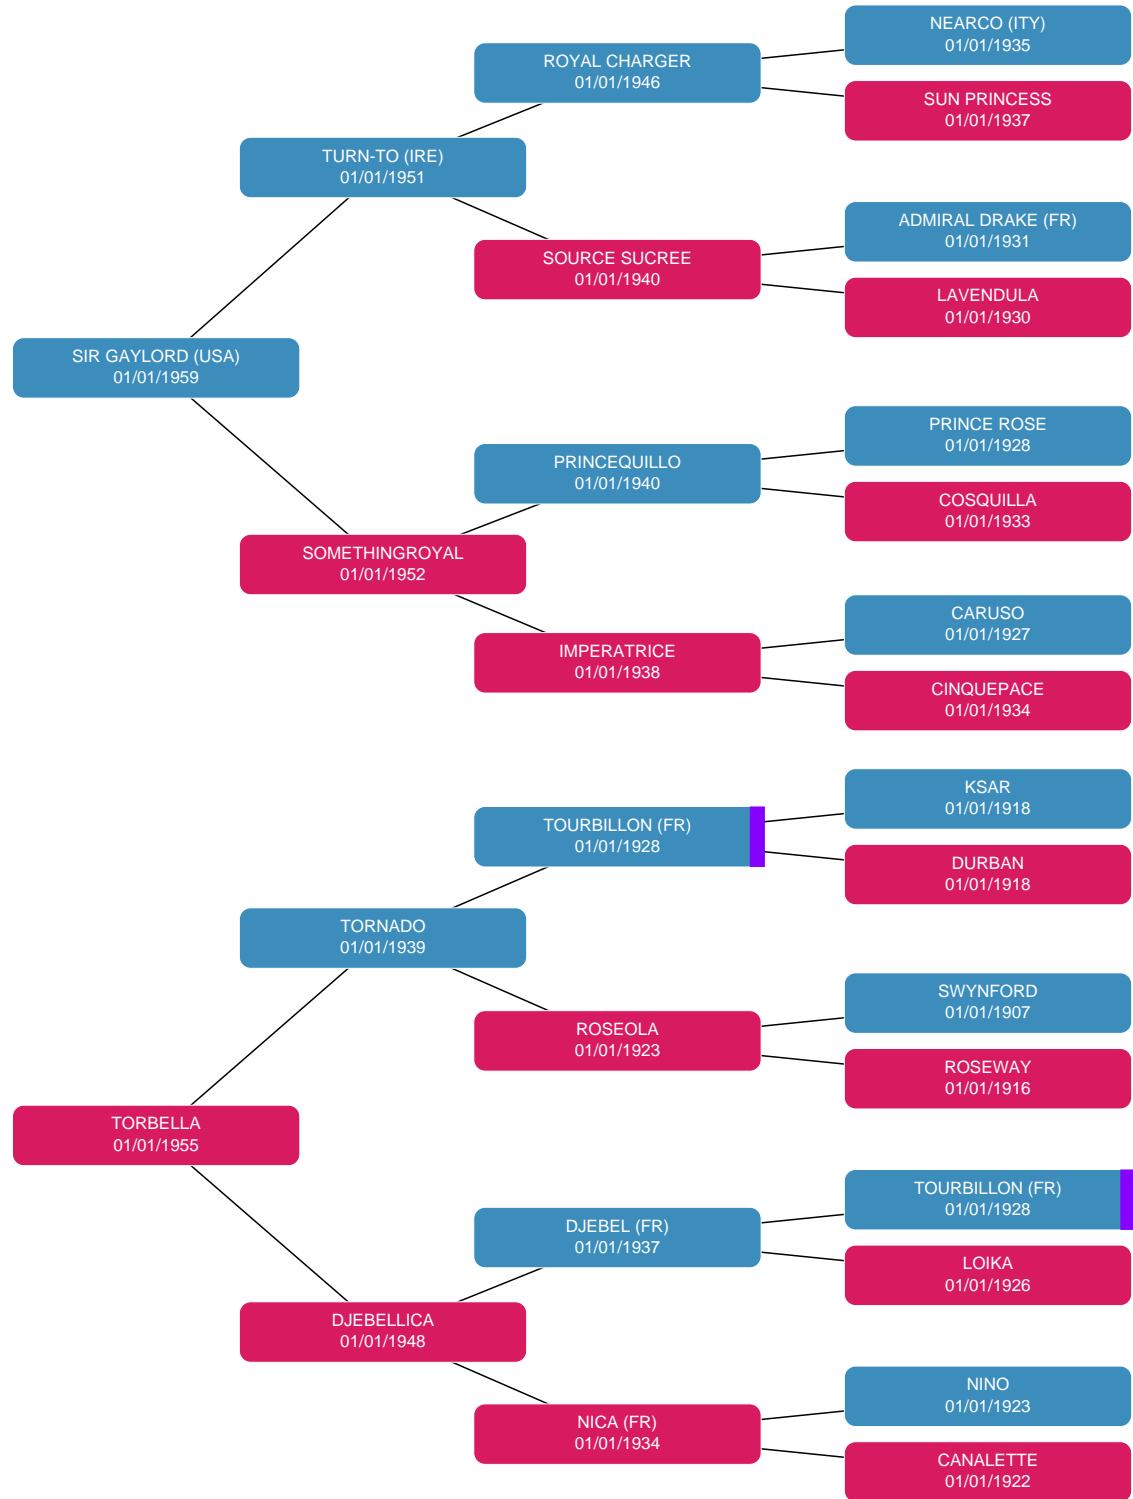 NEARCO (ITY)
01/01/1935
ROYAL CHARGER
01/01/1946
SUN PRINCESS
01/01/1937
TURN-TO (IRE)
01/01/1951
ADMIRAL DRAKE (FR)
01/01/1931
SOURCE SUCREE
01/01/1940
LAVENDULA
01/01/1930
SIR GAYLORD (USA)
01/01/1959
PRINCE ROSE
01/01/1928
PRINCEQUILLO
01/01/1940
COSQUILLA
01/01/1933
SOMETHINGROYAL
01/01/1952
CARUSO
01/01/1927
IMPERATRICE
01/01/1938
CINQUEPACE
01/01/1934
KSAR
01/01/1918
TOURBILLON (FR)
01/01/1928
DURBAN
01/01/1918
TORNADO
01/01/1939
SWYNFORD
01/01/1907
ROSEOLA
01/01/1923
ROSEWAY
01/01/1916
TORBELLA
01/01/1955
TOURBILLON (FR)
01/01/1928
DJEBEL (FR)
01/01/1937
LOIKA
01/01/1926
DJEBELLICA
01/01/1948
NINO
01/01/1923
NICA (FR)
01/01/1934
CANALETTE
01/01/1922